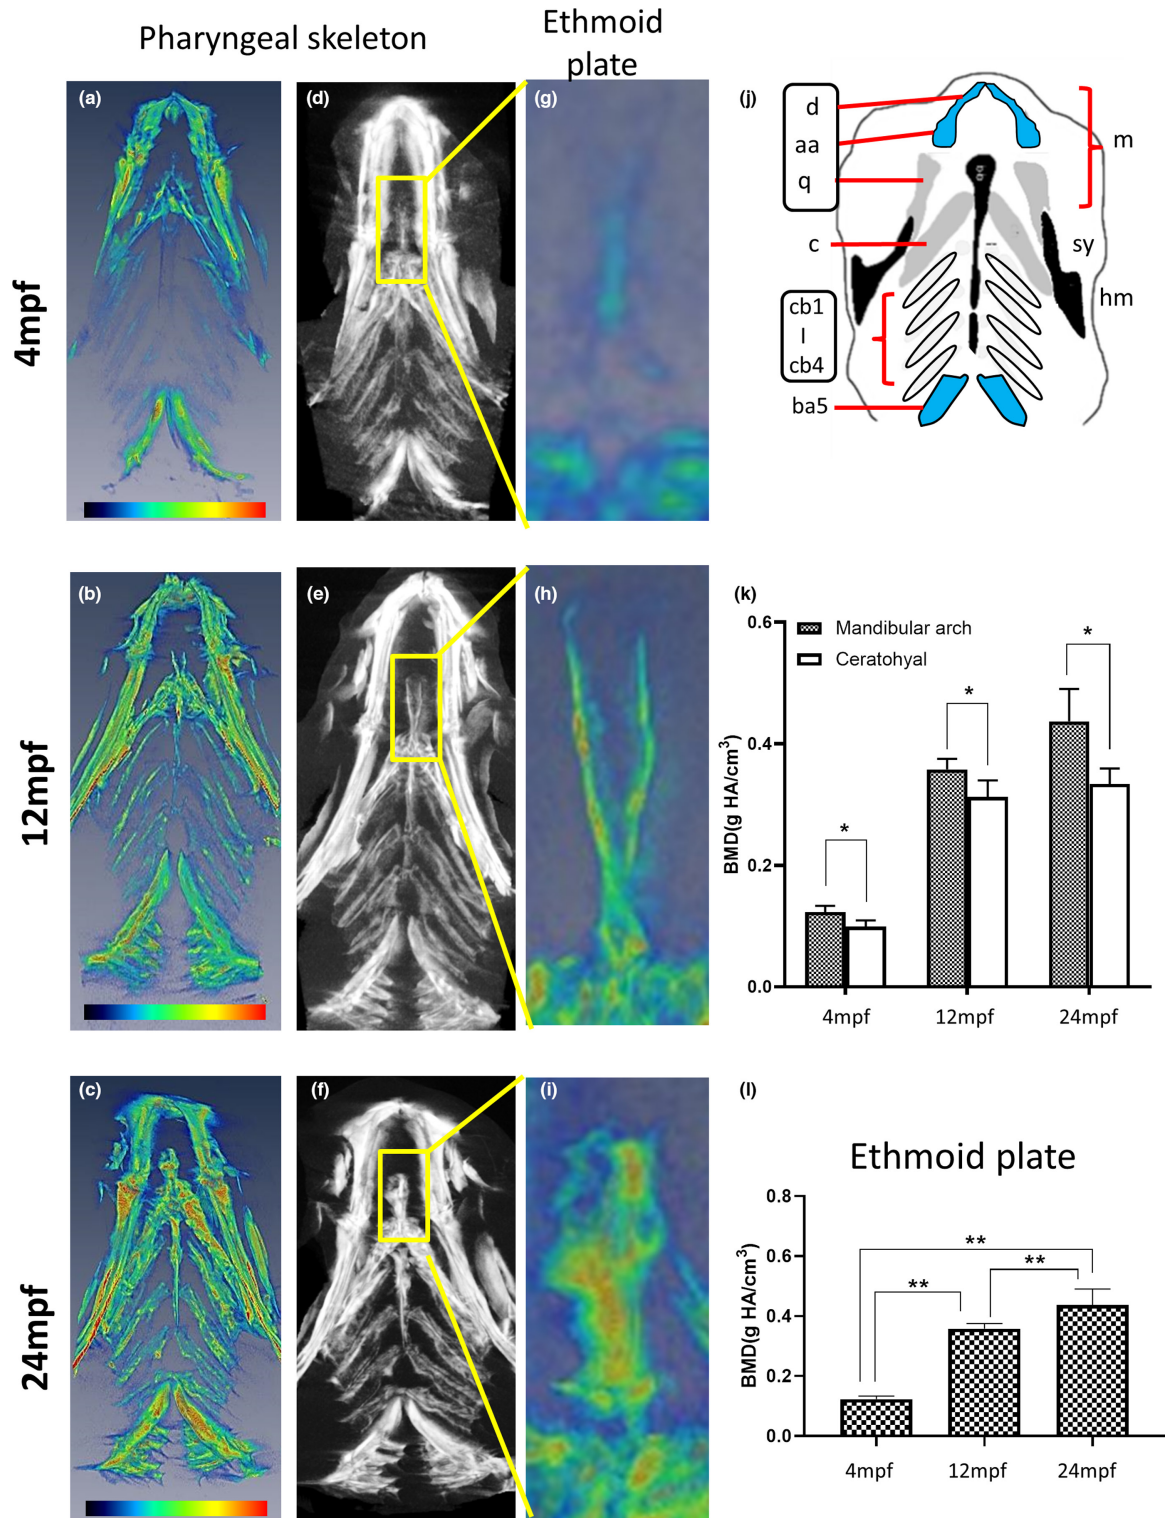 Pharyngeal skeleton
Ethmoid
plate
4mpf
(a)
(d)
(g)
(j)
d
aa
q
c
cb1
I
cb4
ba5
bb
m
sy
hm
12mpf
(b)
(e)
(h)
(k)
Mandibular arch
Ceratohyal
BMD(g HA/cm³)
0.6
0.4
0.2
0.0
*
*
*
4mpf
12mpf
24mpf
24mpf
(c)
(f)
(i)
(l)
Ethmoid plate
BMD(g HA/cm³)
0.8
0.6
0.4
0.2
0.0
**
**
**
4mpf
12mpf
24mpf